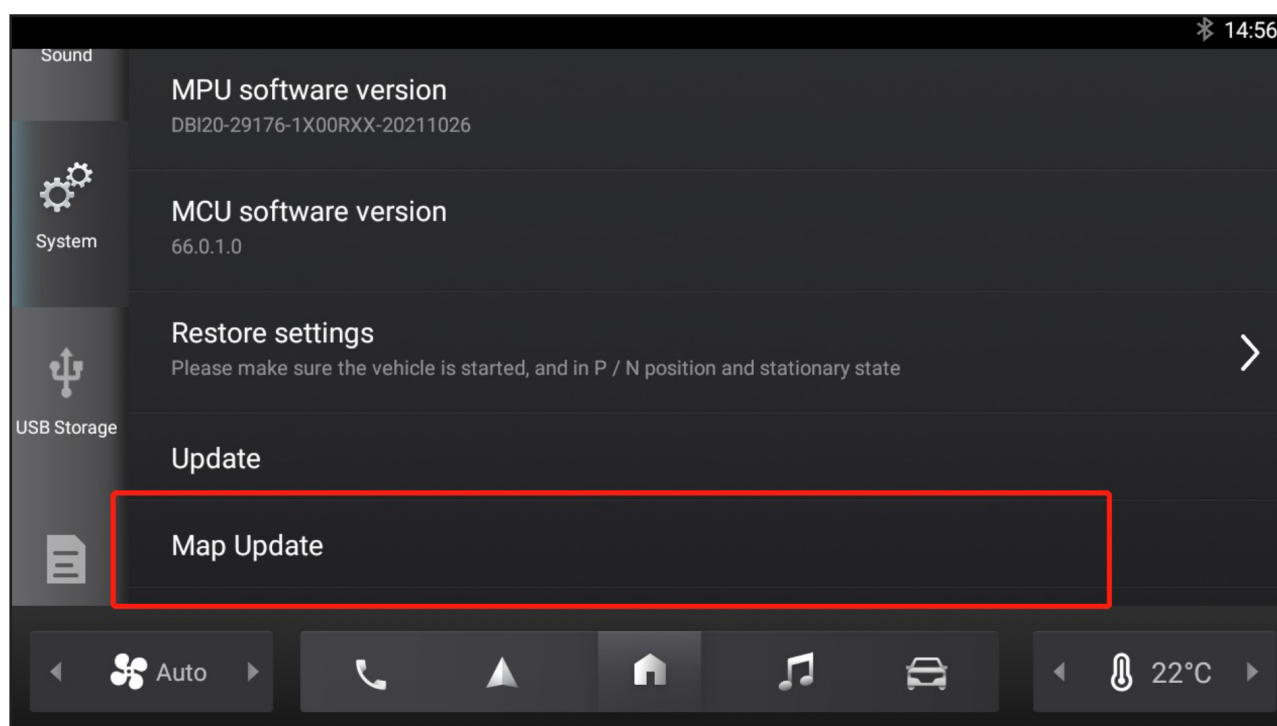 14:56
Sound
MPU software version
DBI20-29176-1X00RXX-20211026
MCU software version
66.0.1.0
System
Restore settings
Please make sure the vehicle is started, and in P / N position and stationary state
USB Storage
Update
Map Update
Auto
22°C